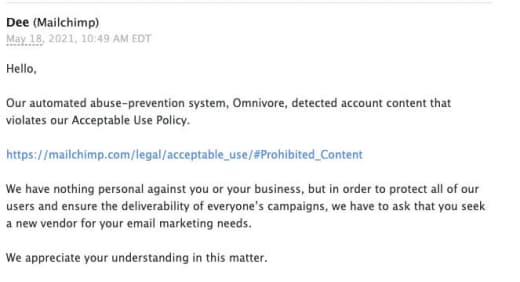 Dee (Mailchimp)
May 18, 2021, 10:49 AM EDT
Hello,
Our automated abuse-prevention system, Omnivore, detected account content that
violates our Acceptable Use Policy.
https://mailchimp.com/legal/acceptable_use/#Prohibited_Content
We have nothing personal against you or your business, but in order to protect all of our
users and ensure the deliverability of everyone's campaigns, we have to ask that you seek
a new vendor for your email marketing needs.
We appreciate your understanding in this matter.